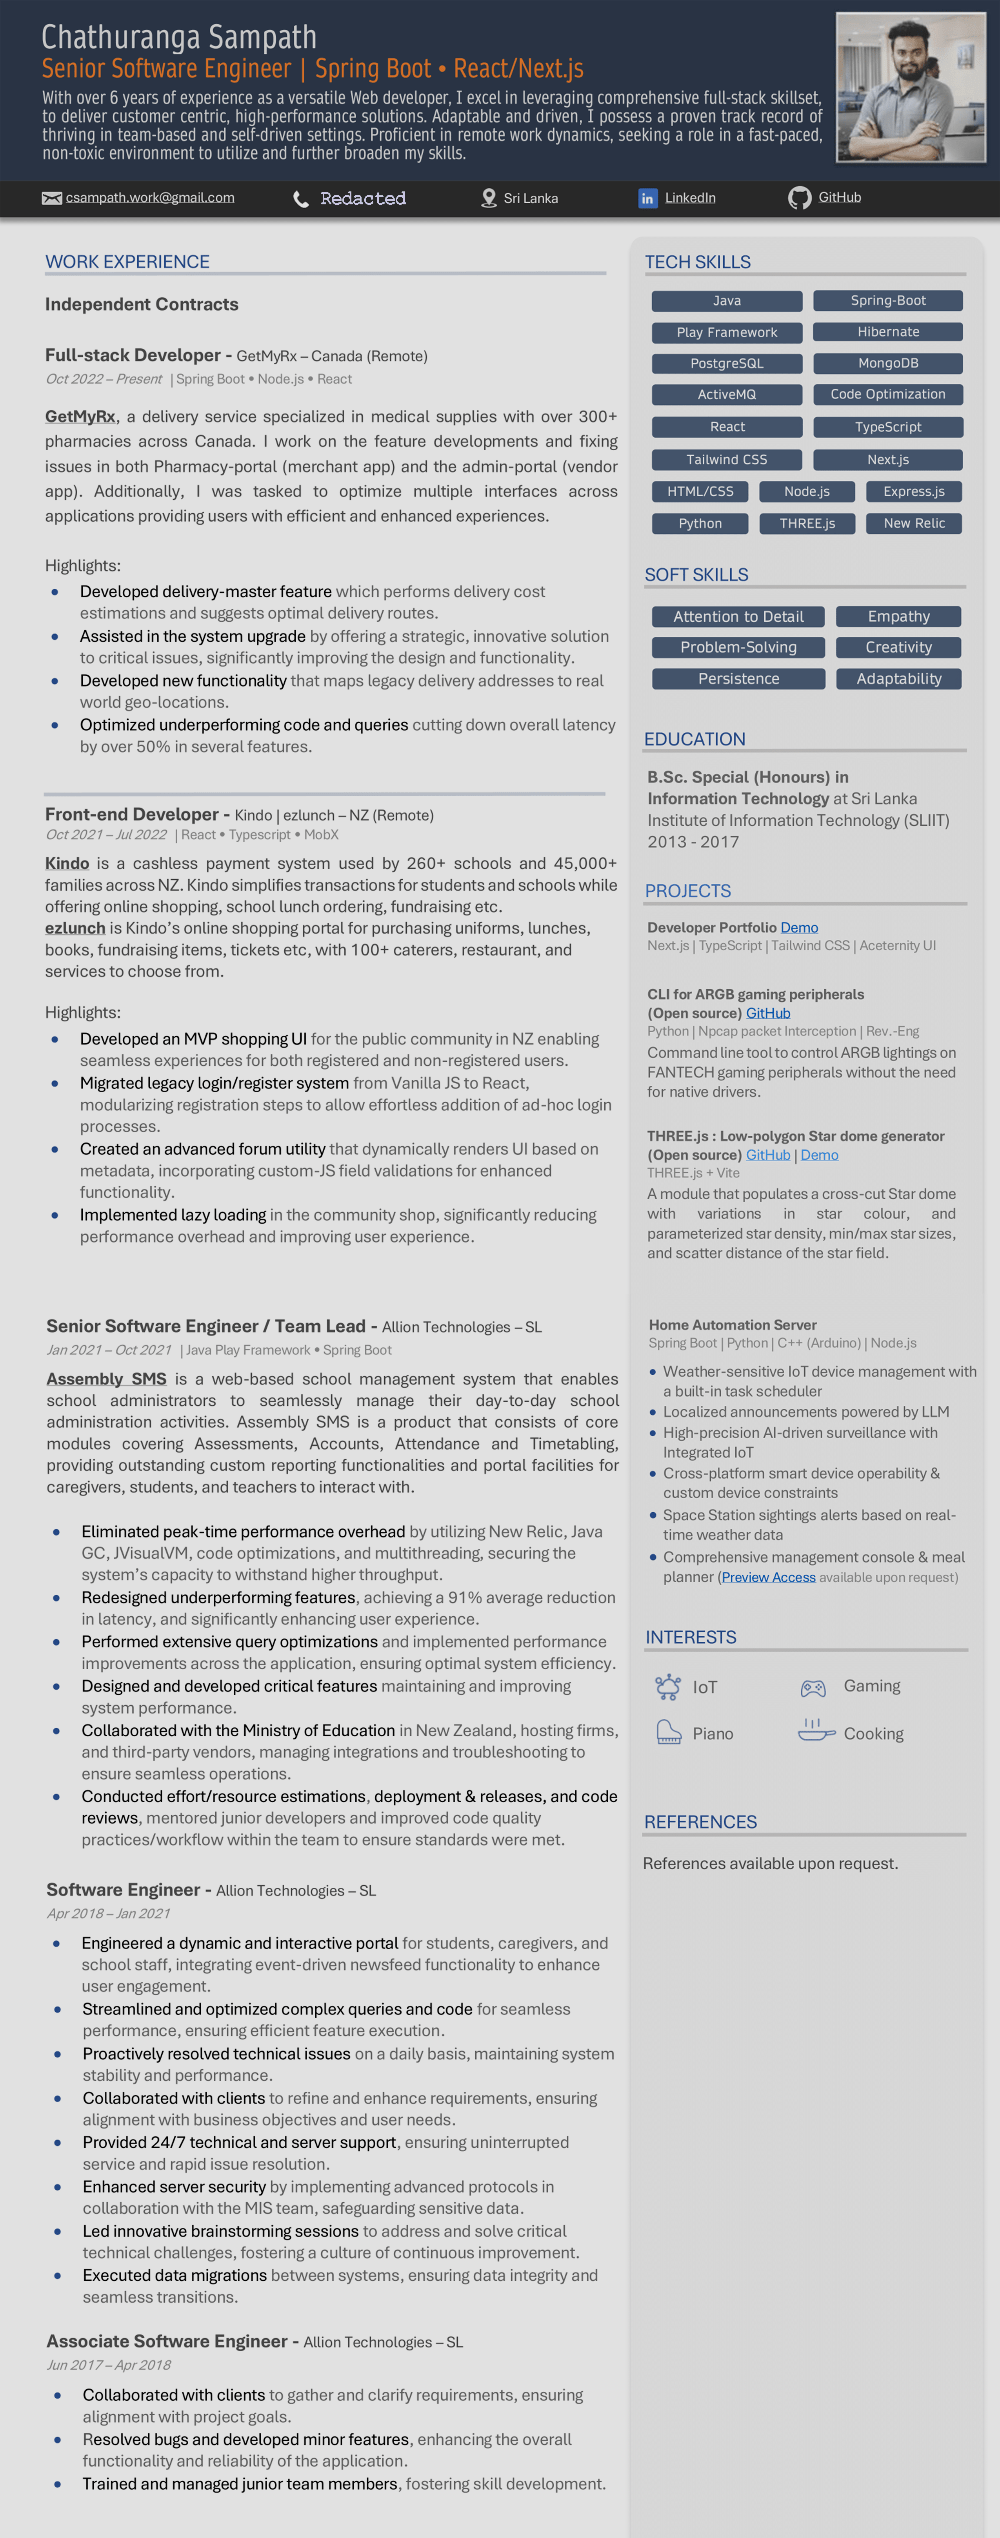 Chathuranga Sampath
Senior Software Engineer | Spring Boot • React/Next.js
With over 6 years of experience as a versatile Web developer, I excel in leveraging comprehensive full-stack skillset,
to deliver customer centric, high-performance solutions. Adaptable and driven, I possess a proven track record of
thriving in team-based and self-driven settings. Proficient in remote work dynamics, seeking a role in a fast-paced,
non-toxic environment to utilize and further broaden my skills.
csampath.work@gmail.com
Redacted
Sri Lanka
LinkedIn
GitHub
WORK EXPERIENCE
Independent Contracts
Full-stack Developer - GetMyRx – Canada (Remote)
Oct 2022 – Present | Spring Boot • Node.js • React
GetMyRx, a delivery service specialized in medical supplies with over 300+
pharmacies across Canada. I work on the feature developments and fixing
issues in both Pharmacy-portal (merchant app) and the admin-portal (vendor
app). Additionally, I was tasked to optimize multiple interfaces across
applications providing users with efficient and enhanced experiences.
Highlights:
• Developed delivery-master feature which performs delivery cost
estimations and suggests optimal delivery routes.
• Assisted in the system upgrade by offering a strategic, innovative solution
to critical issues, significantly improving the design and functionality.
• Developed new functionality that maps legacy delivery addresses to real
world geo-locations.
• Optimized underperforming code and queries cutting down overall latency
by over 50% in several features.
Front-end Developer - Kindo | ezlunch – NZ (Remote)
Oct 2021 – Jul 2022 | React • Typescript • MobX
Kindo is a cashless payment system used by 260+ schools and 45,000+
families across NZ. Kindo simplifies transactions for students and schools while
offering online shopping, school lunch ordering, fundraising etc.
ezlunch is Kindo's online shopping portal for purchasing uniforms, lunches,
books, fundraising items, tickets etc, with 100+ caterers, restaurant, and
services to choose from.
Highlights:
• Developed an MVP shopping UI for the public community in NZ enabling
seamless experiences for both registered and non-registered users.
• Migrated legacy login/register system from Vanilla JS to React,
modularizing registration steps to allow effortless addition of ad-hoc login
processes.
• Created an advanced forum utility that dynamically renders UI based on
metadata, incorporating custom-JS field validations for enhanced
functionality.
• Implemented lazy loading in the community shop, significantly reducing
performance overhead and improving user experience.
Senior Software Engineer / Team Lead - Allion Technologies – SL
Jan 2021 – Oct 2021 | Java Play Framework • Spring Boot
Assembly SMS is a web-based school management system that enables
school administrators to seamlessly manage their day-to-day school
administration activities. Assembly SMS is a product that consists of core
modules covering Assessments, Accounts, Attendance and Timetabling,
providing outstanding custom reporting functionalities and portal facilities for
caregivers, students, and teachers to interact with.
• Eliminated peak-time performance overhead by utilizing New Relic, Java
GC, JVisualVM, code optimizations, and multithreading, securing the
system's capacity to withstand higher throughput.
• Redesigned underperforming features, achieving a 91% average reduction
in latency, and significantly enhancing user experience.
• Performed extensive query optimizations and implemented performance
improvements across the application, ensuring optimal system efficiency.
• Designed and developed critical features maintaining and improving
system performance.
• Collaborated with the Ministry of Education in New Zealand, hosting firms,
and third-party vendors, managing integrations and troubleshooting to
ensure seamless operations.
• Conducted effort/resource estimations, deployment & releases, and code
reviews, mentored junior developers and improved code quality
practices/workflow within the team to ensure standards were met.
Software Engineer - Allion Technologies – SL
Apr 2018 – Jan 2021
• Engineered a dynamic and interactive portal for students, caregivers, and
school staff, integrating event-driven newsfeed functionality to enhance
user engagement.
• Streamlined and optimized complex queries and code for seamless
performance, ensuring efficient feature execution.
• Proactively resolved technical issues on a daily basis, maintaining system
stability and performance.
• Collaborated with clients to refine and enhance requirements, ensuring
alignment with business objectives and user needs.
• Provided 24/7 technical and server support, ensuring uninterrupted
service and rapid issue resolution.
• Enhanced server security by implementing advanced protocols in
collaboration with the MIS team, safeguarding sensitive data.
• Led innovative brainstorming sessions to address and solve critical
technical challenges, fostering a culture of continuous improvement.
• Executed data migrations between systems, ensuring data integrity and
seamless transitions.
Associate Software Engineer - Allion Technologies – SL
Jun 2017 – Apr 2018
• Collaborated with clients to gather and clarify requirements, ensuring
alignment with project goals.
• Resolved bugs and developed minor features, enhancing the overall
functionality and reliability of the application.
• Trained and managed junior team members, fostering skill development.
TECH SKILLS
Java
Spring-Boot
Play Framework
Hibernate
PostgreSQL
MongoDB
ActiveMQ
Code Optimization
React
TypeScript
Tailwind CSS
Next.js
HTML/CSS
Node.js
Express.js
Python
THREE.js
New Relic
SOFT SKILLS
Attention to Detail
Empathy
Problem-Solving
Creativity
Persistence
Adaptability
EDUCATION
B.Sc. Special (Honours) in
Information Technology at Sri Lanka
Institute of Information Technology (SLIIT)
2013 - 2017
PROJECTS
Developer Portfolio Demo
Next.js | TypeScript | Tailwind CSS | Aceternity UI
CLI for ARGB gaming peripherals
(Open source) GitHub
Python | Npcap packet Interception | Rev.-Eng
Command line tool to control ARGB lightings on
FANTECH gaming peripherals without the need
for native drivers.
THREE.js : Low-polygon Star dome generator
(Open source) GitHub | Demo
THREE.js + Vite
A module that populates a cross-cut Star dome
with variations in star colour, and
parameterized star density, min/max star sizes,
and scatter distance of the star field.
Home Automation Server
Spring Boot | Python | C++ (Arduino) | Node.js
• Weather-sensitive IoT device management with
a built-in task scheduler
• Localized announcements powered by LLM
• High-precision AI-driven surveillance with
Integrated IoT
• Cross-platform smart device operability &
custom device constraints
• Space Station sightings alerts based on real-
time weather data
• Comprehensive management console & meal
planner (Preview Access available upon request)
INTERESTS
IoT
Gaming
Piano
Cooking
REFERENCES
References available upon request.